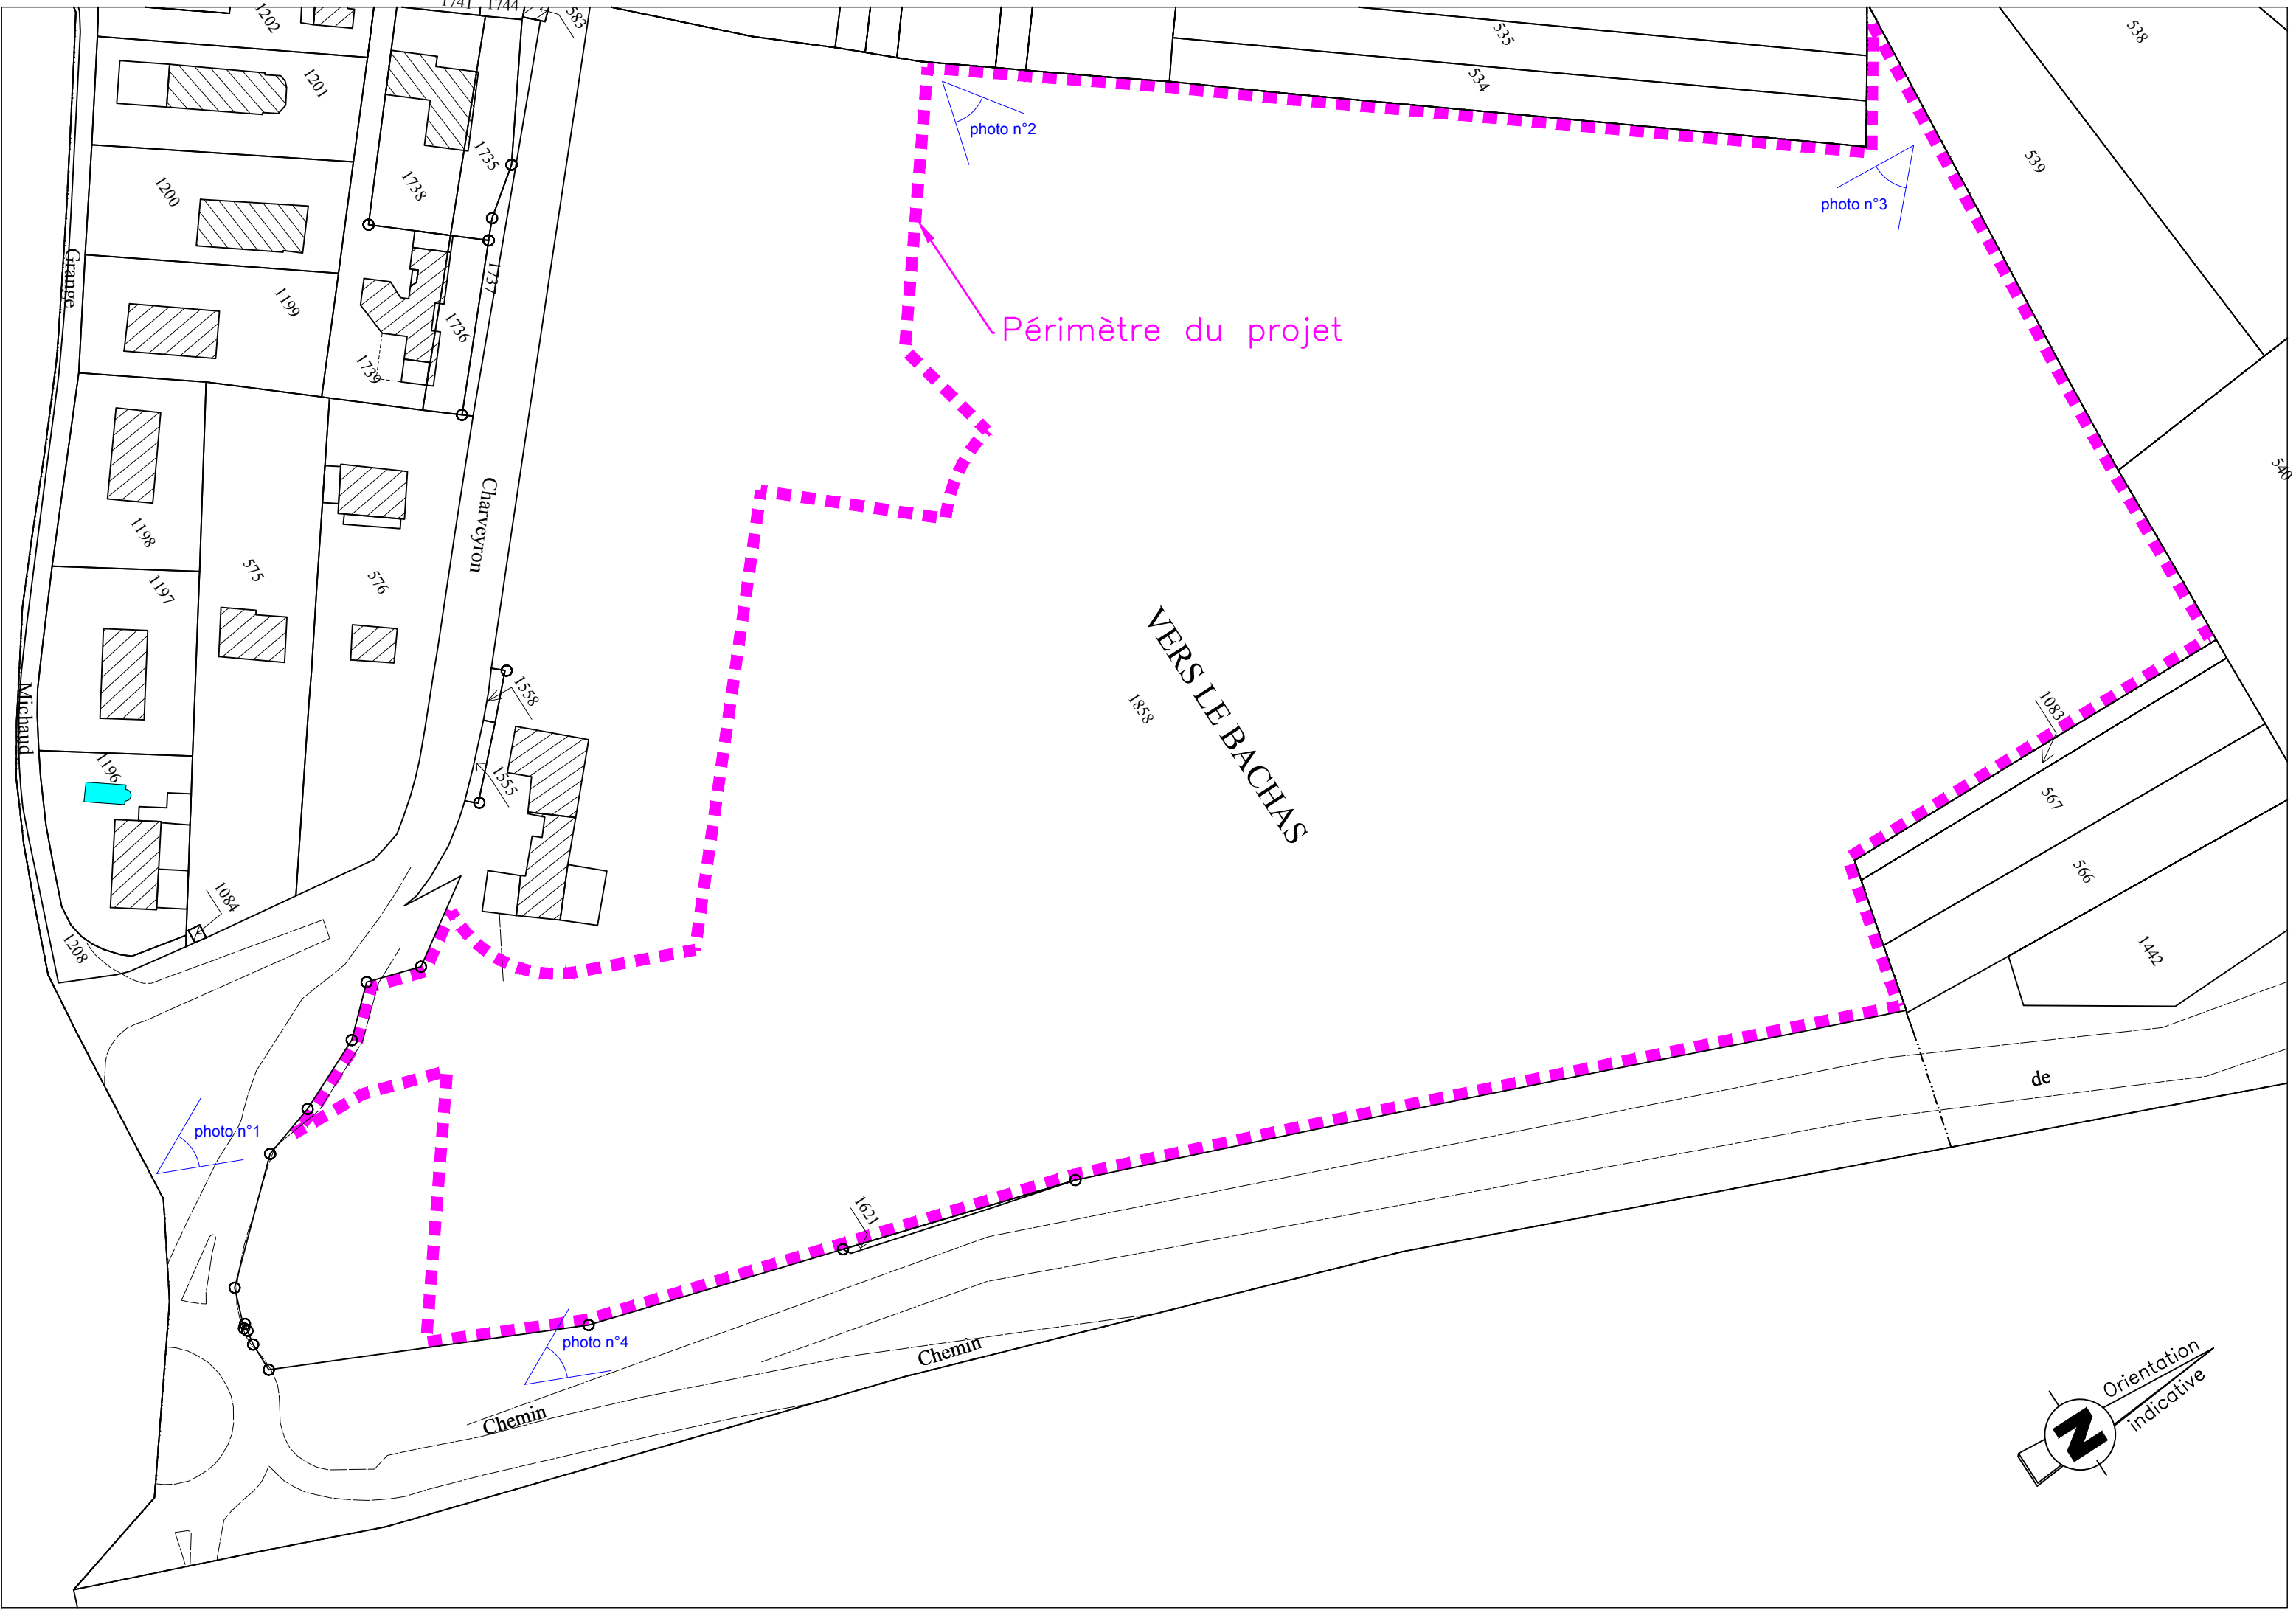 1741
1744
583
1202
535
538
1201
534
photo n°2
1735
539
1738
1200
photo n°3
Grange
1737
1199
1736
Périmètre du projet
1739
540
Charveyron
1198
575
576
1197
VERS LE BACHAS
1858
1558
1083
Michaud
1196
1555
567
566
1084
1208
1442
de
photo n°1
1621
photo n°4
Chemin
Chemin
Orientation
indicative
N